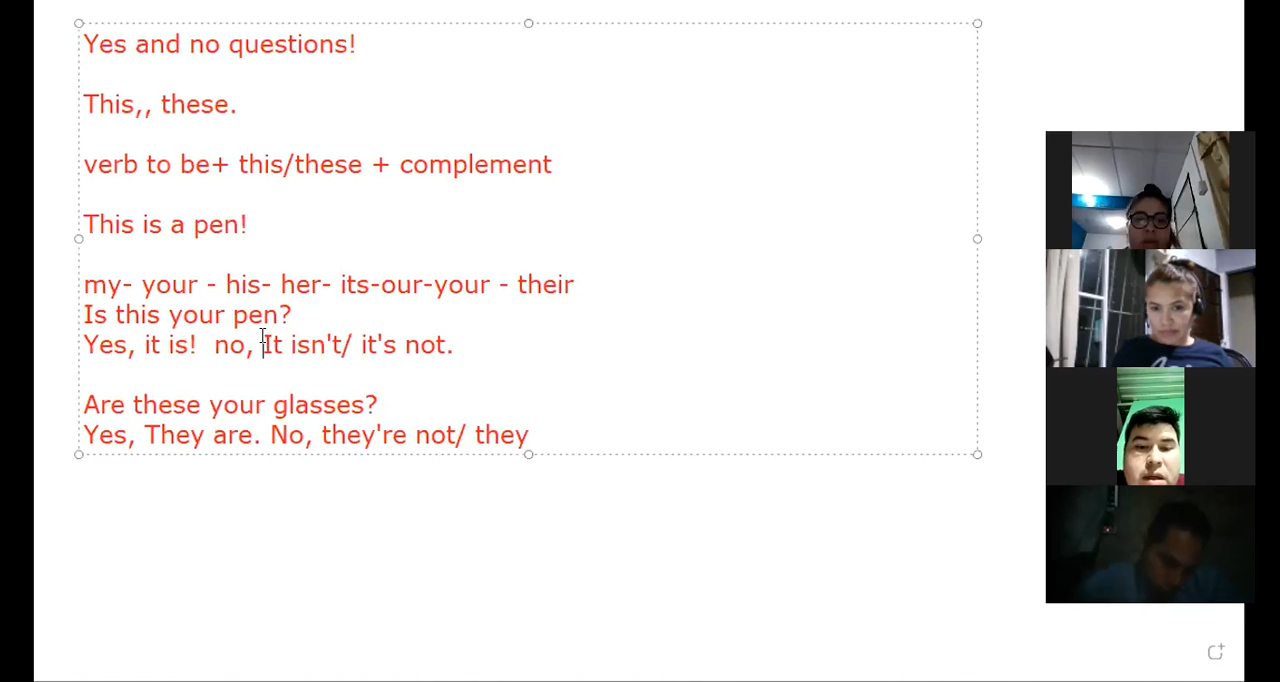 Yes and no questions!
This,, these.
verb to be+ this/these + complement
This is a pen!
my- your - his- her- its-our-your - their
Is this your pen?
Yes, it is!  no, It isn't/ it's not.
Are these your glasses?
Yes, They are. No, they're not/ they